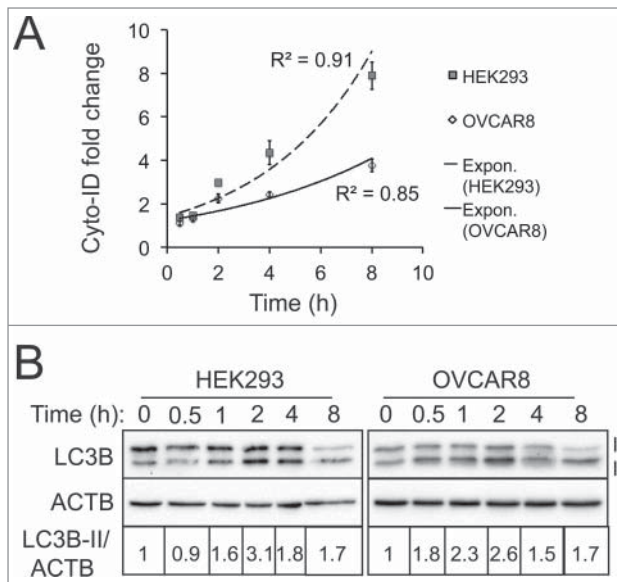 A
Cyto-ID fold change
10
8
6
4
2
0
0 2 4 6 8 10
Time (h)
R² = 0.91
R² = 0.85
HEK293
OVCAR8
Expon.
(HEK293)
Expon.
(OVCAR8)
B
HEK293 OVCAR8
Time (h): 0 0.5 1 2 4 8 0 0.5 1 2 4 8
LC3B
I
II
ACTB
LC3B-II/
ACTB
1 0.9 1.6 3.1 1.8 1.7 1 1.8 2.3 2.6 1.5 1.7